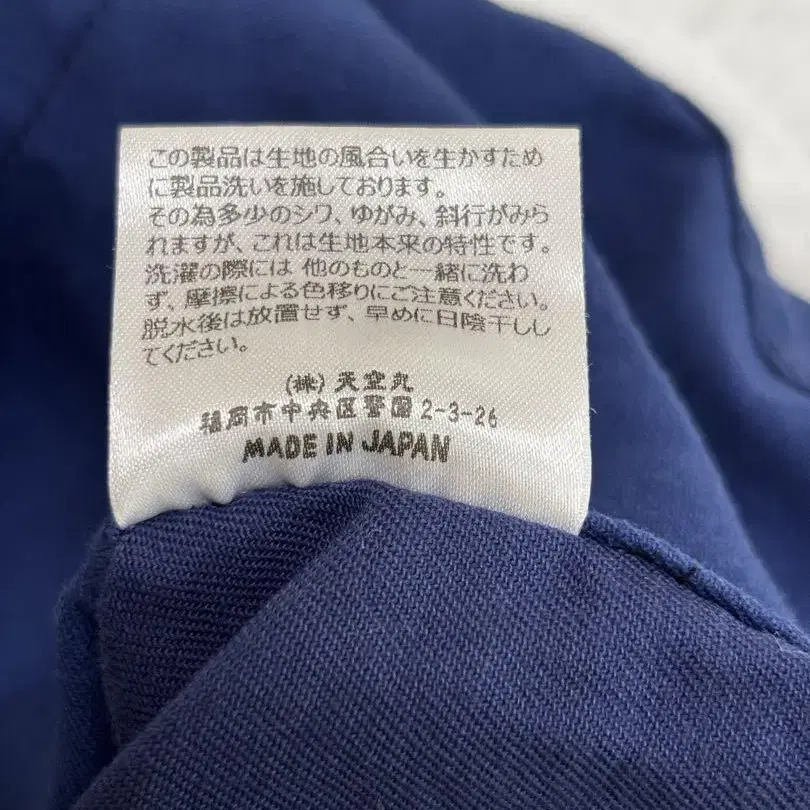 この製品は生地の風合いを生かすため
に製品洗いを施しております。
その為多少のシワ、ゆがみ、斜行がみら
れますが、これは生地本来の特性です。
洗濯の際には 他のものと一緒に洗わ
ず、摩擦による色移りにご注意ください。
脱水後は放置せず、早めに日陰干しし
てください。
(株) 天空丸
福岡市中央区警固 2-3-26
MADE IN JAPAN